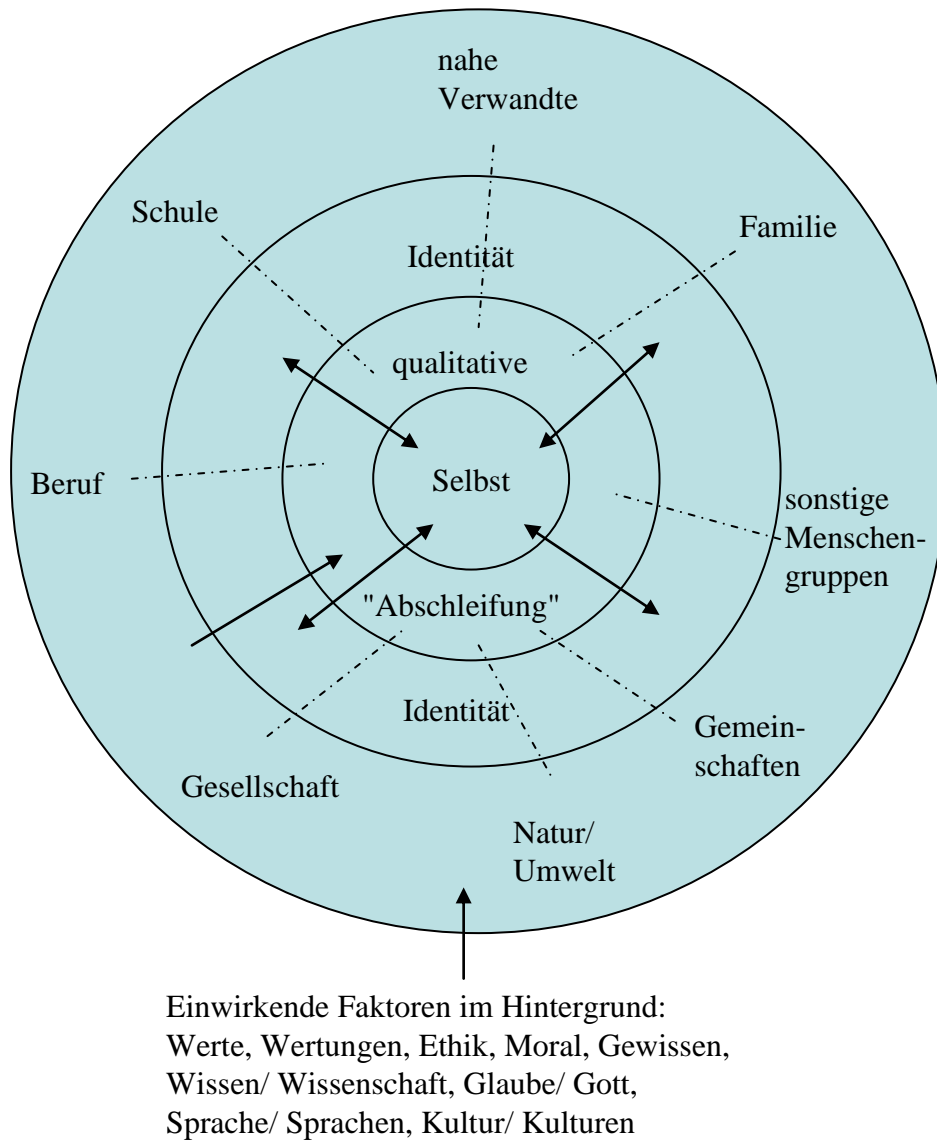 nahe
Verwandte
Schule
Familie
Identität
qualitative
Beruf
Selbst
sonstige
Menschen-
gruppen
"Abschleifung"
Identität
Gemein-
schaften
Gesellschaft
Natur/
Umwelt
Einwirkende Faktoren im Hintergrund:
Werte, Wertungen, Ethik, Moral, Gewissen,
Wissen/ Wissenschaft, Glaube/ Gott,
Sprache/ Sprachen, Kultur/ Kulturen